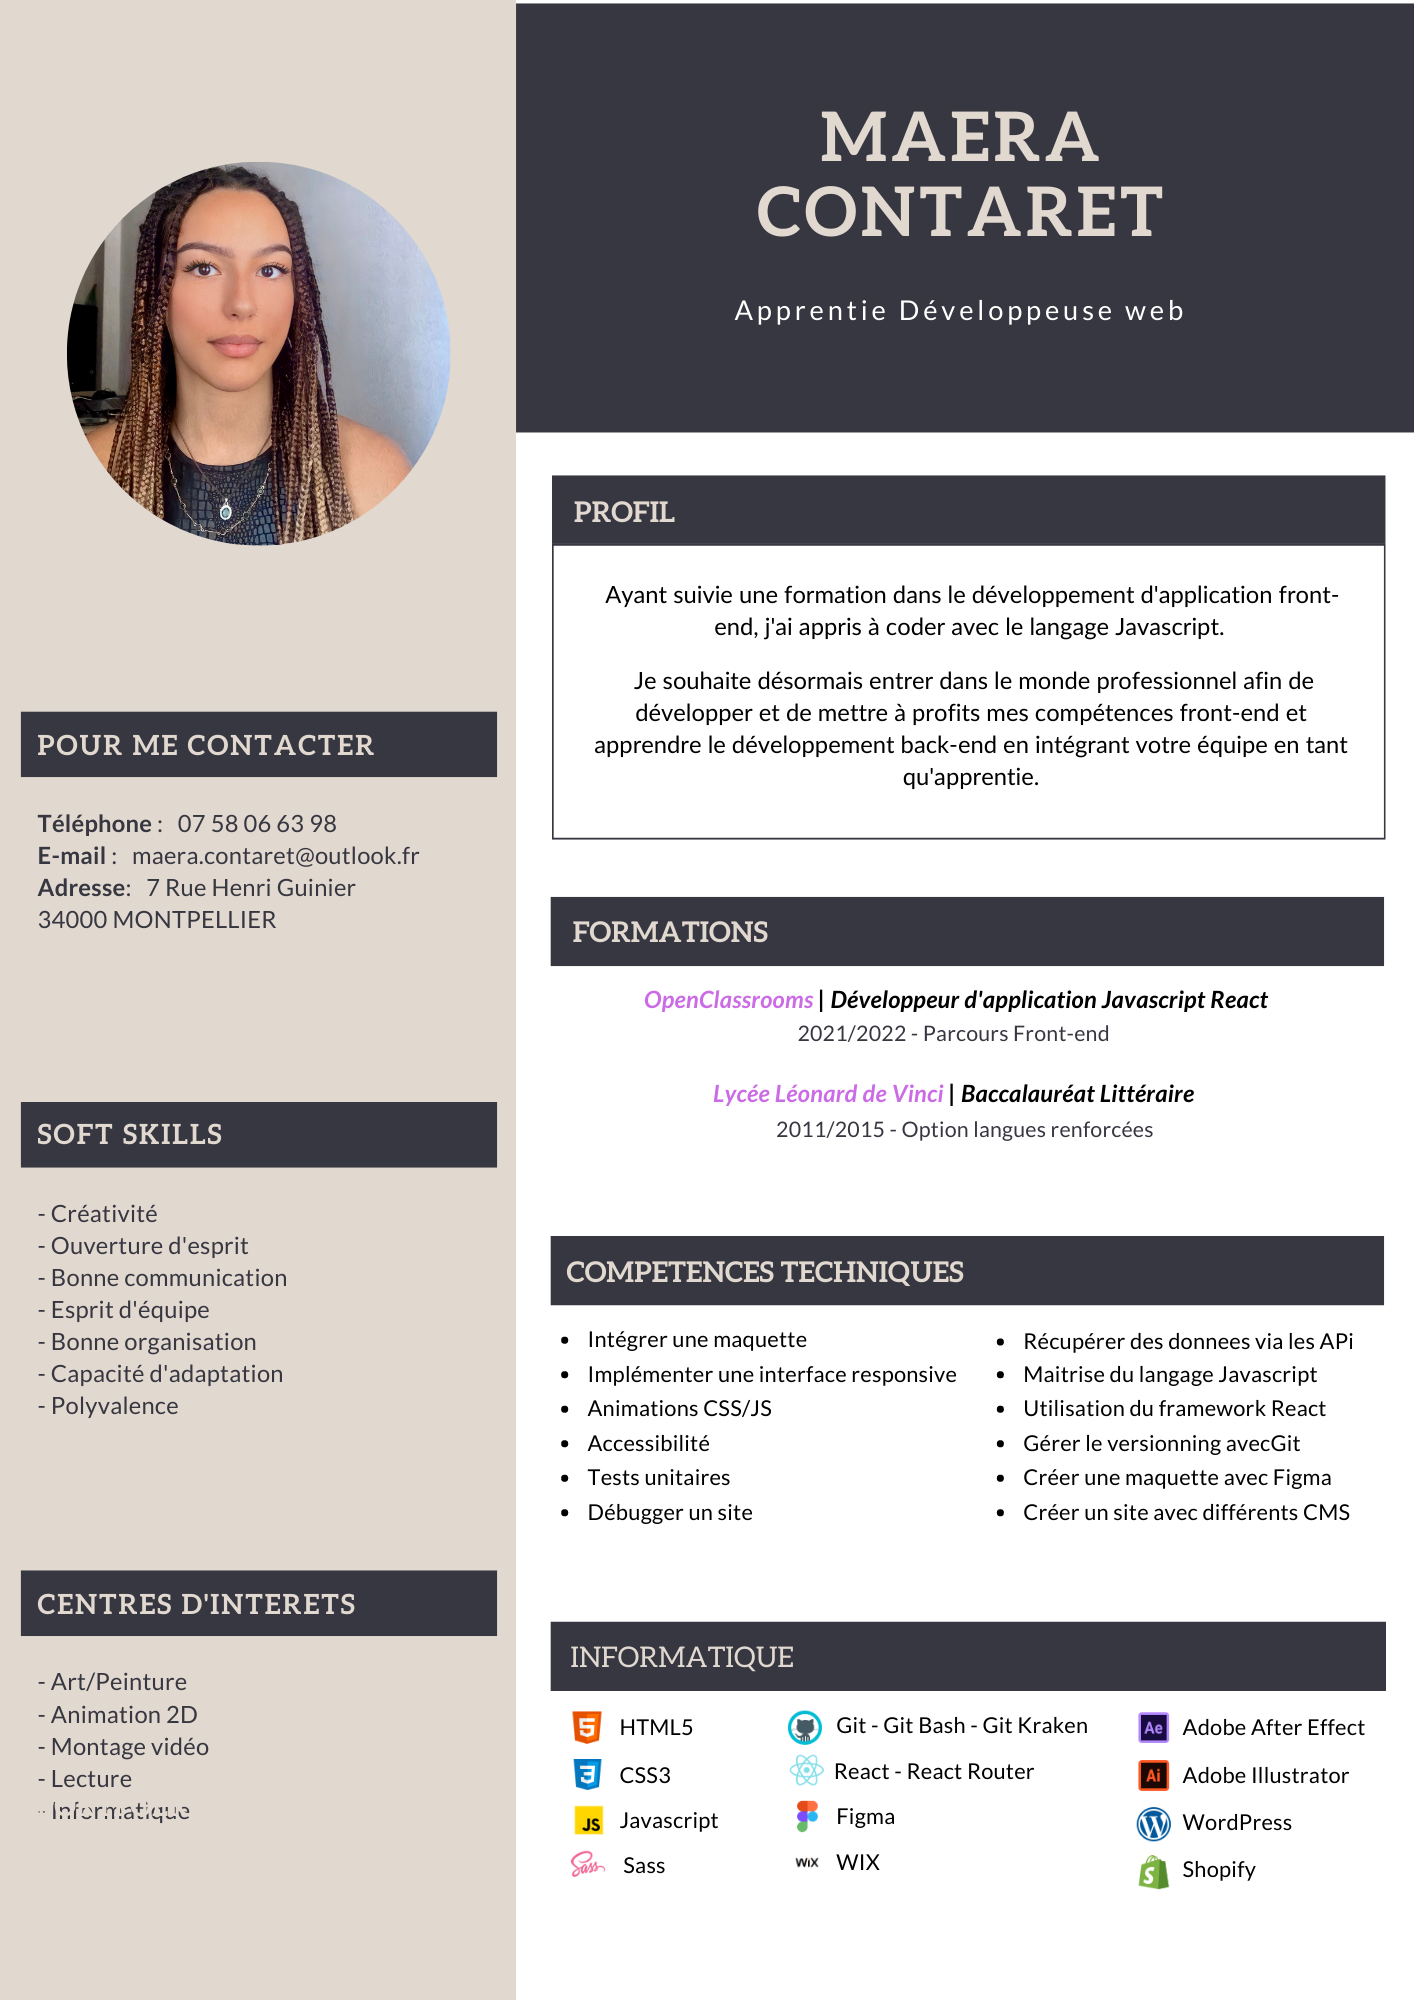 MAERA
CONTARET
Apprentie Développeuse web
POUR ME CONTACTER
Téléphone : 07 58 06 63 98
E-mail : maera.contaret@outlook.fr
Adresse: 7 Rue Henri Guinier
34000 MONTPELLIER
SOFT SKILLS
- Créativité
- Ouverture d'esprit
- Bonne communication
- Esprit d'équipe
- Bonne organisation
- Capacité d'adaptation
- Polyvalence
CENTRES D'INTERETS
- Art/Peinture
- Animation 2D
- Montage vidéo
- Lecture
- Informatique
PROFIL
Ayant suivie une formation dans le développement d'application front-
end, j'ai appris à coder avec le langage Javascript.
Je souhaite désormais entrer dans le monde professionnel afin de
développer et de mettre à profits mes compétences front-end et
apprendre le développement back-end en intégrant votre équipe en tant
qu'apprentie.
FORMATIONS
OpenClassrooms | Développeur d'application Javascript React
2021/2022 - Parcours Front-end
Lycée Léonard de Vinci | Baccalauréat Littéraire
2011/2015 - Option langues renforcées
COMPETENCES TECHNIQUES
• Intégrer une maquette
• Implémenter une interface responsive
• Animations CSS/JS
• Accessibilité
• Tests unitaires
• Débugger un site
• Récupérer des donnees via les APi
• Maitrise du langage Javascript
• Utilisation du framework React
• Gérer le versionning avecGit
• Créer une maquette avec Figma
• Créer un site avec différents CMS
INFORMATIQUE
5 HTML5
3 CSS3
JS Javascript
Sass Sass
Git - Git Bash - Git Kraken
React - React Router
Figma
WiX WIX
Ae Adobe After Effect
Ai Adobe Illustrator
W WordPress
S Shopify